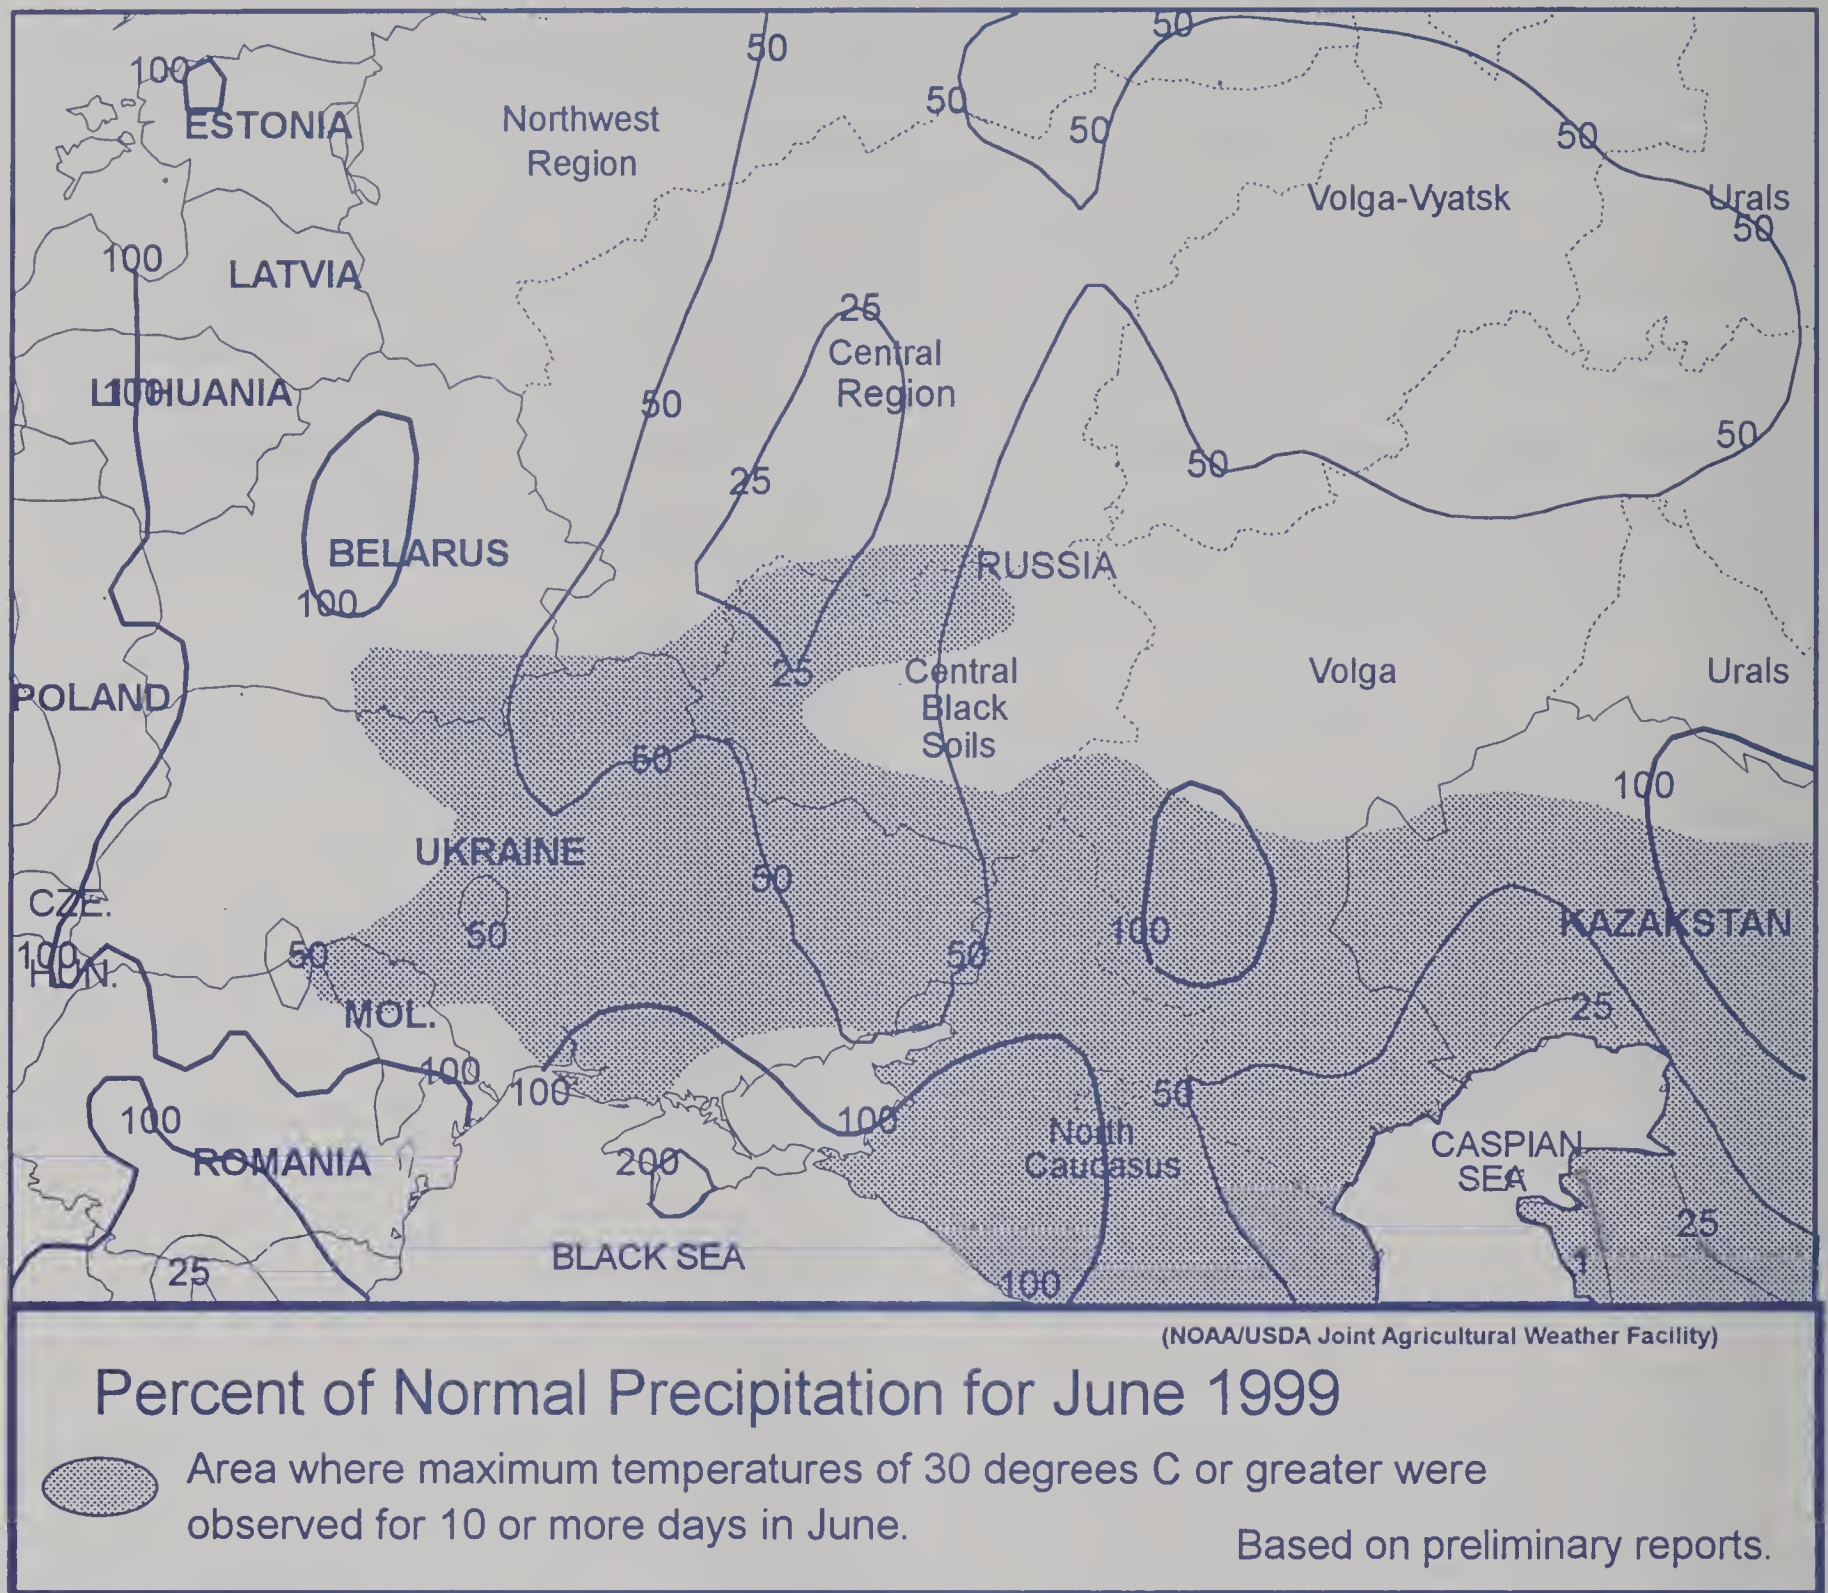 50
50
100
50
50
50
ESTONIA
Northwest
Region
Volga-Vyatsk
Urals
50
100
LATVIA
25
Central
Region
LITHUANIA
100
50
50
50
25
BELARUS
RUSSIA
100
25
Central
Black
Soils
Volga
Urals
POLAND
50
100
UKRAINE
50
CZE.
50
100
KAZAKSTAN
100
HUN.
50
50
25
MOL.
100
100
50
100
100
North
Caucasus
CASPIAN
SEA
ROMANIA
200
25
25
BLACK SEA
1
100
(NOAA/USDA Joint Agricultural Weather Facility)
Percent of Normal Precipitation for June 1999
Area where maximum temperatures of 30 degrees C or greater were
observed for 10 or more days in June.
Based on preliminary reports.